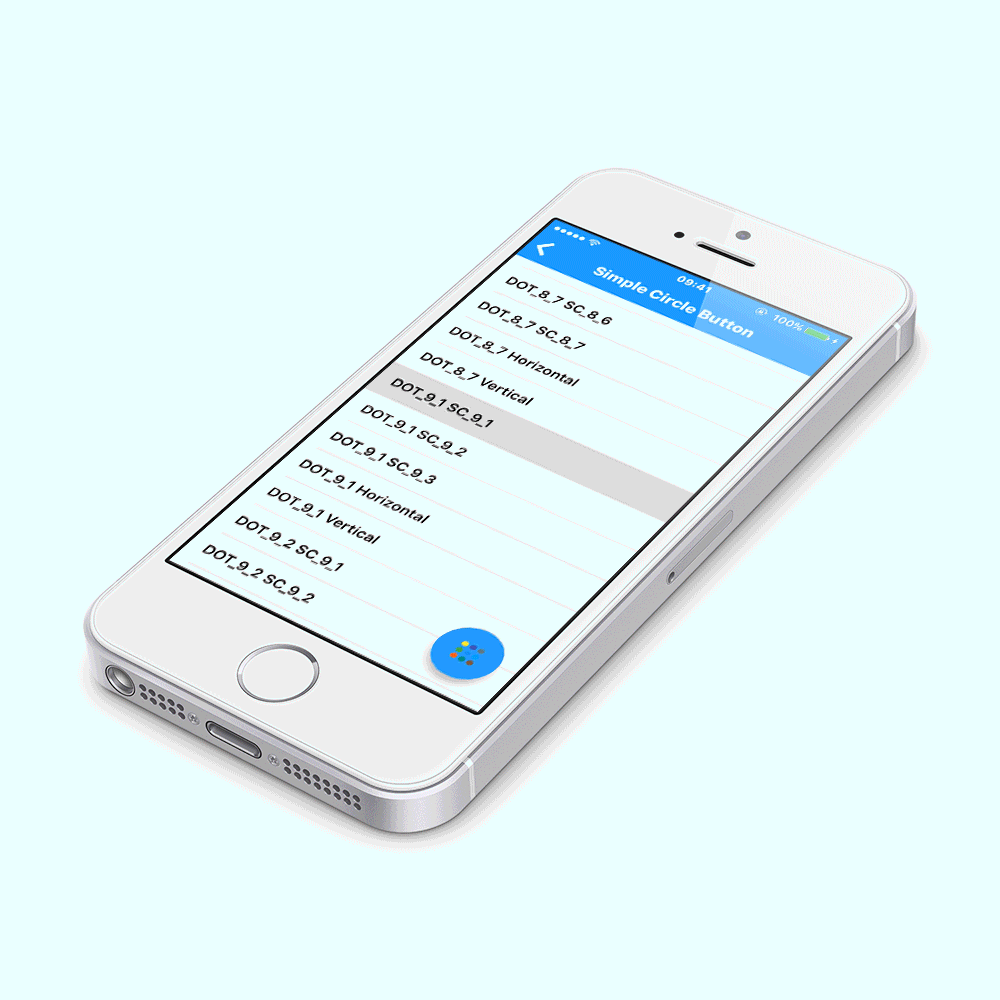 09:41
100%
Simple Circle Button
DOT_8_7 SC_8_6
DOT_8_7 SC_8_7
DOT_8_7 Horizontal
DOT_8_7 Vertical
DOT_9_1 SC_9_1
DOT_9_1 SC_9_2
DOT_9_1 SC_9_3
DOT_9_1 Horizontal
DOT_9_1 Vertical
DOT_9_2 SC_9_1
DOT_9_2 SC_9_2